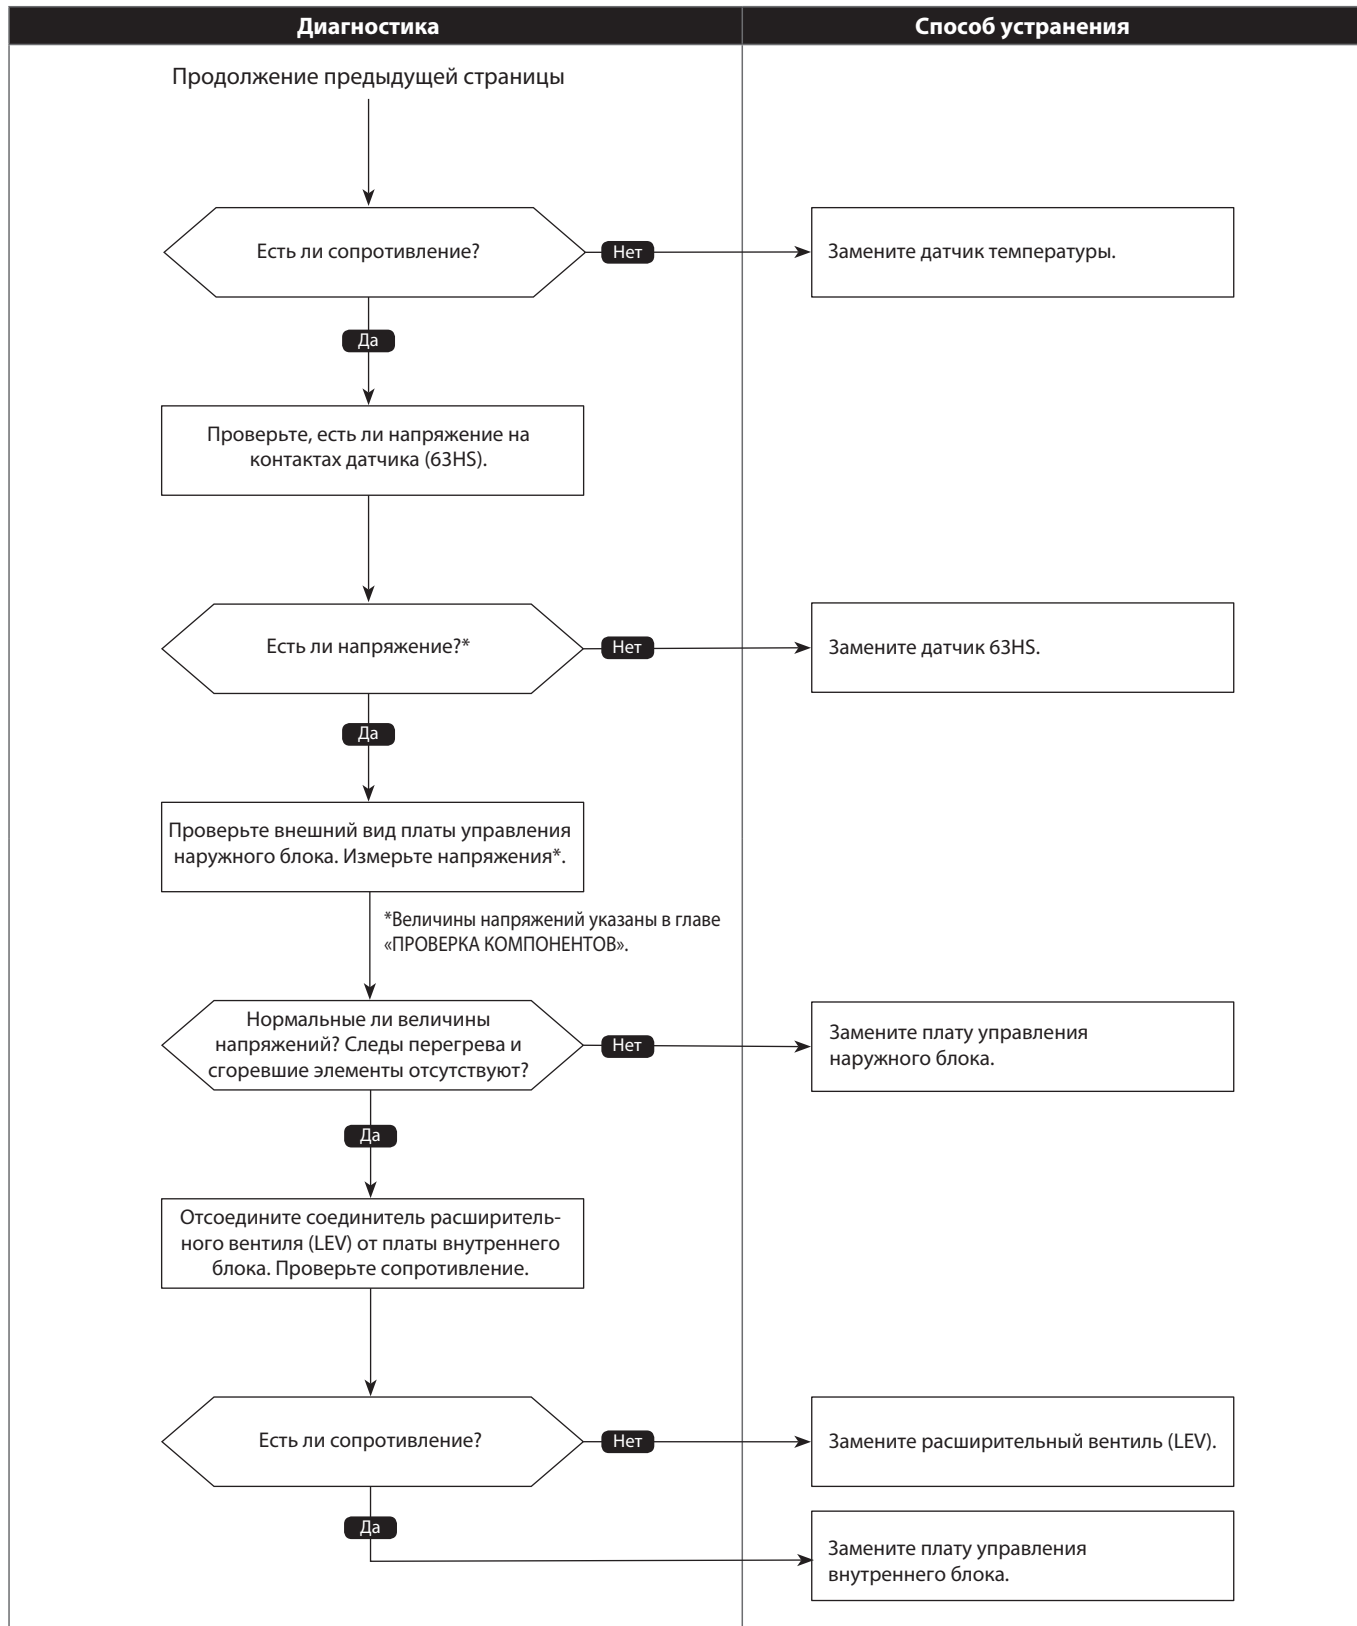 Диагностика
Способ устранения
Продолжение предыдущей страницы
Есть ли сопротивление?
Нет
Замените датчик температуры.
Да
Проверьте, есть ли напряжение на
контактах датчика (63HS).
Есть ли напряжение?*
Нет
Замените датчик 63HS.
Да
Проверьте внешний вид платы управления
наружного блока. Измерьте напряжения*.
*Величины напряжений указаны в главе
«ПРОВЕРКА КОМПОНЕНТОВ».
Нормальные ли величины
напряжений? Следы перегрева и
сгоревшие элементы отсутствуют?
Нет
Замените плату управления
наружного блока.
Да
Отсоедините соединитель расширитель-
ного вентиля (LEV) от платы внутреннего
блока. Проверьте сопротивление.
Есть ли сопротивление?
Нет
Замените расширительный вентиль (LEV).
Да
Замените плату управления
внутреннего блока.